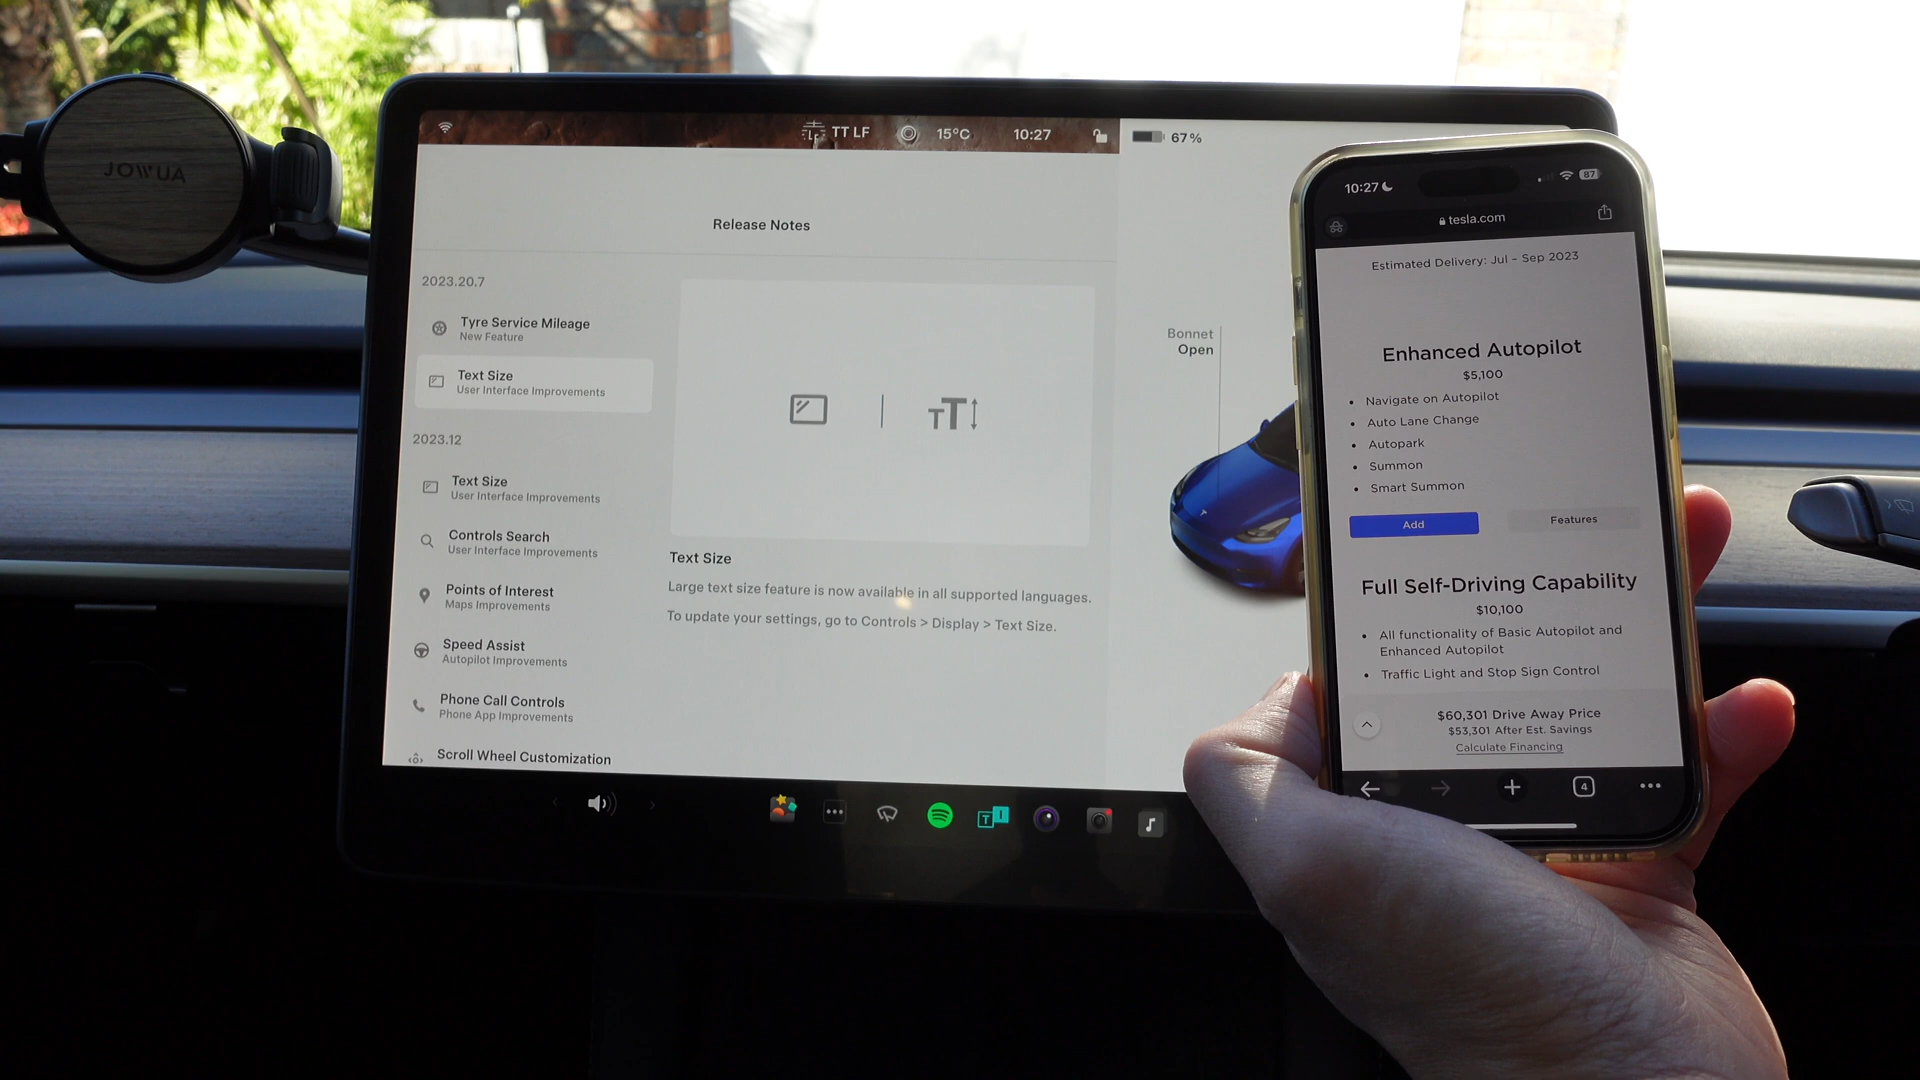 JOWUA
TT LF
15°C
10:27
67%
Release Notes
2023.20.7
Tyre Service Mileage
New Feature
Text Size
User Interface Improvements
2023.12
Text Size
User Interface Improvements
Controls Search
User Interface Improvements
Points of Interest
Maps Improvements
Speed Assist
Autopilot Improvements
Phone Call Controls
Phone App Improvements
Scroll Wheel Customization
TT
Text Size
Large text size feature is now available in all supported languages.
To update your settings, go to Controls > Display > Text Size.
Bonnet
Open
T I
10:27
87
tesla.com
Estimated Delivery: Jul – Sep 2023
Enhanced Autopilot
$5,100
• Navigate on Autopilot
• Auto Lane Change
• Autopark
• Summon
• Smart Summon
Add
Features
Full Self-Driving Capability
$10,100
• All functionality of Basic Autopilot and
Enhanced Autopilot
• Traffic Light and Stop Sign Control
$60,301 Drive Away Price
$53,301 After Est. Savings
Calculate Financing
4